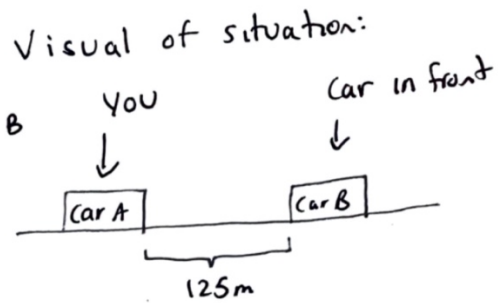 Visual of situation:
B
You
Car in front
Car A
Car B
125m